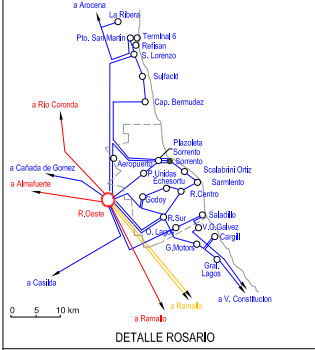 a Arocena
La Ribera
Pto. San Martin
Terminal 6
Refisan
S. Lorenzo
Sulfacid
Cap. Bermudez
a Rio Coronda
Plazoleta
Sorrento
Sorrento
Aeropuerto
Scalabrini Ortiz
a Cañada de Gomez
P.Unidas
Echesortu
Sarmiento
a Almafuerte
R.Centro
R,Oeste
Godoy
R.Sur
Saladillo
O. Lagos
V.G.Galvez
Cargill
G.Motors
Gral.
Lagos
a Casilda
a Ramallo
a Ramallo
a V. Constitucion
0 5 10 km
DETALLE ROSARIO